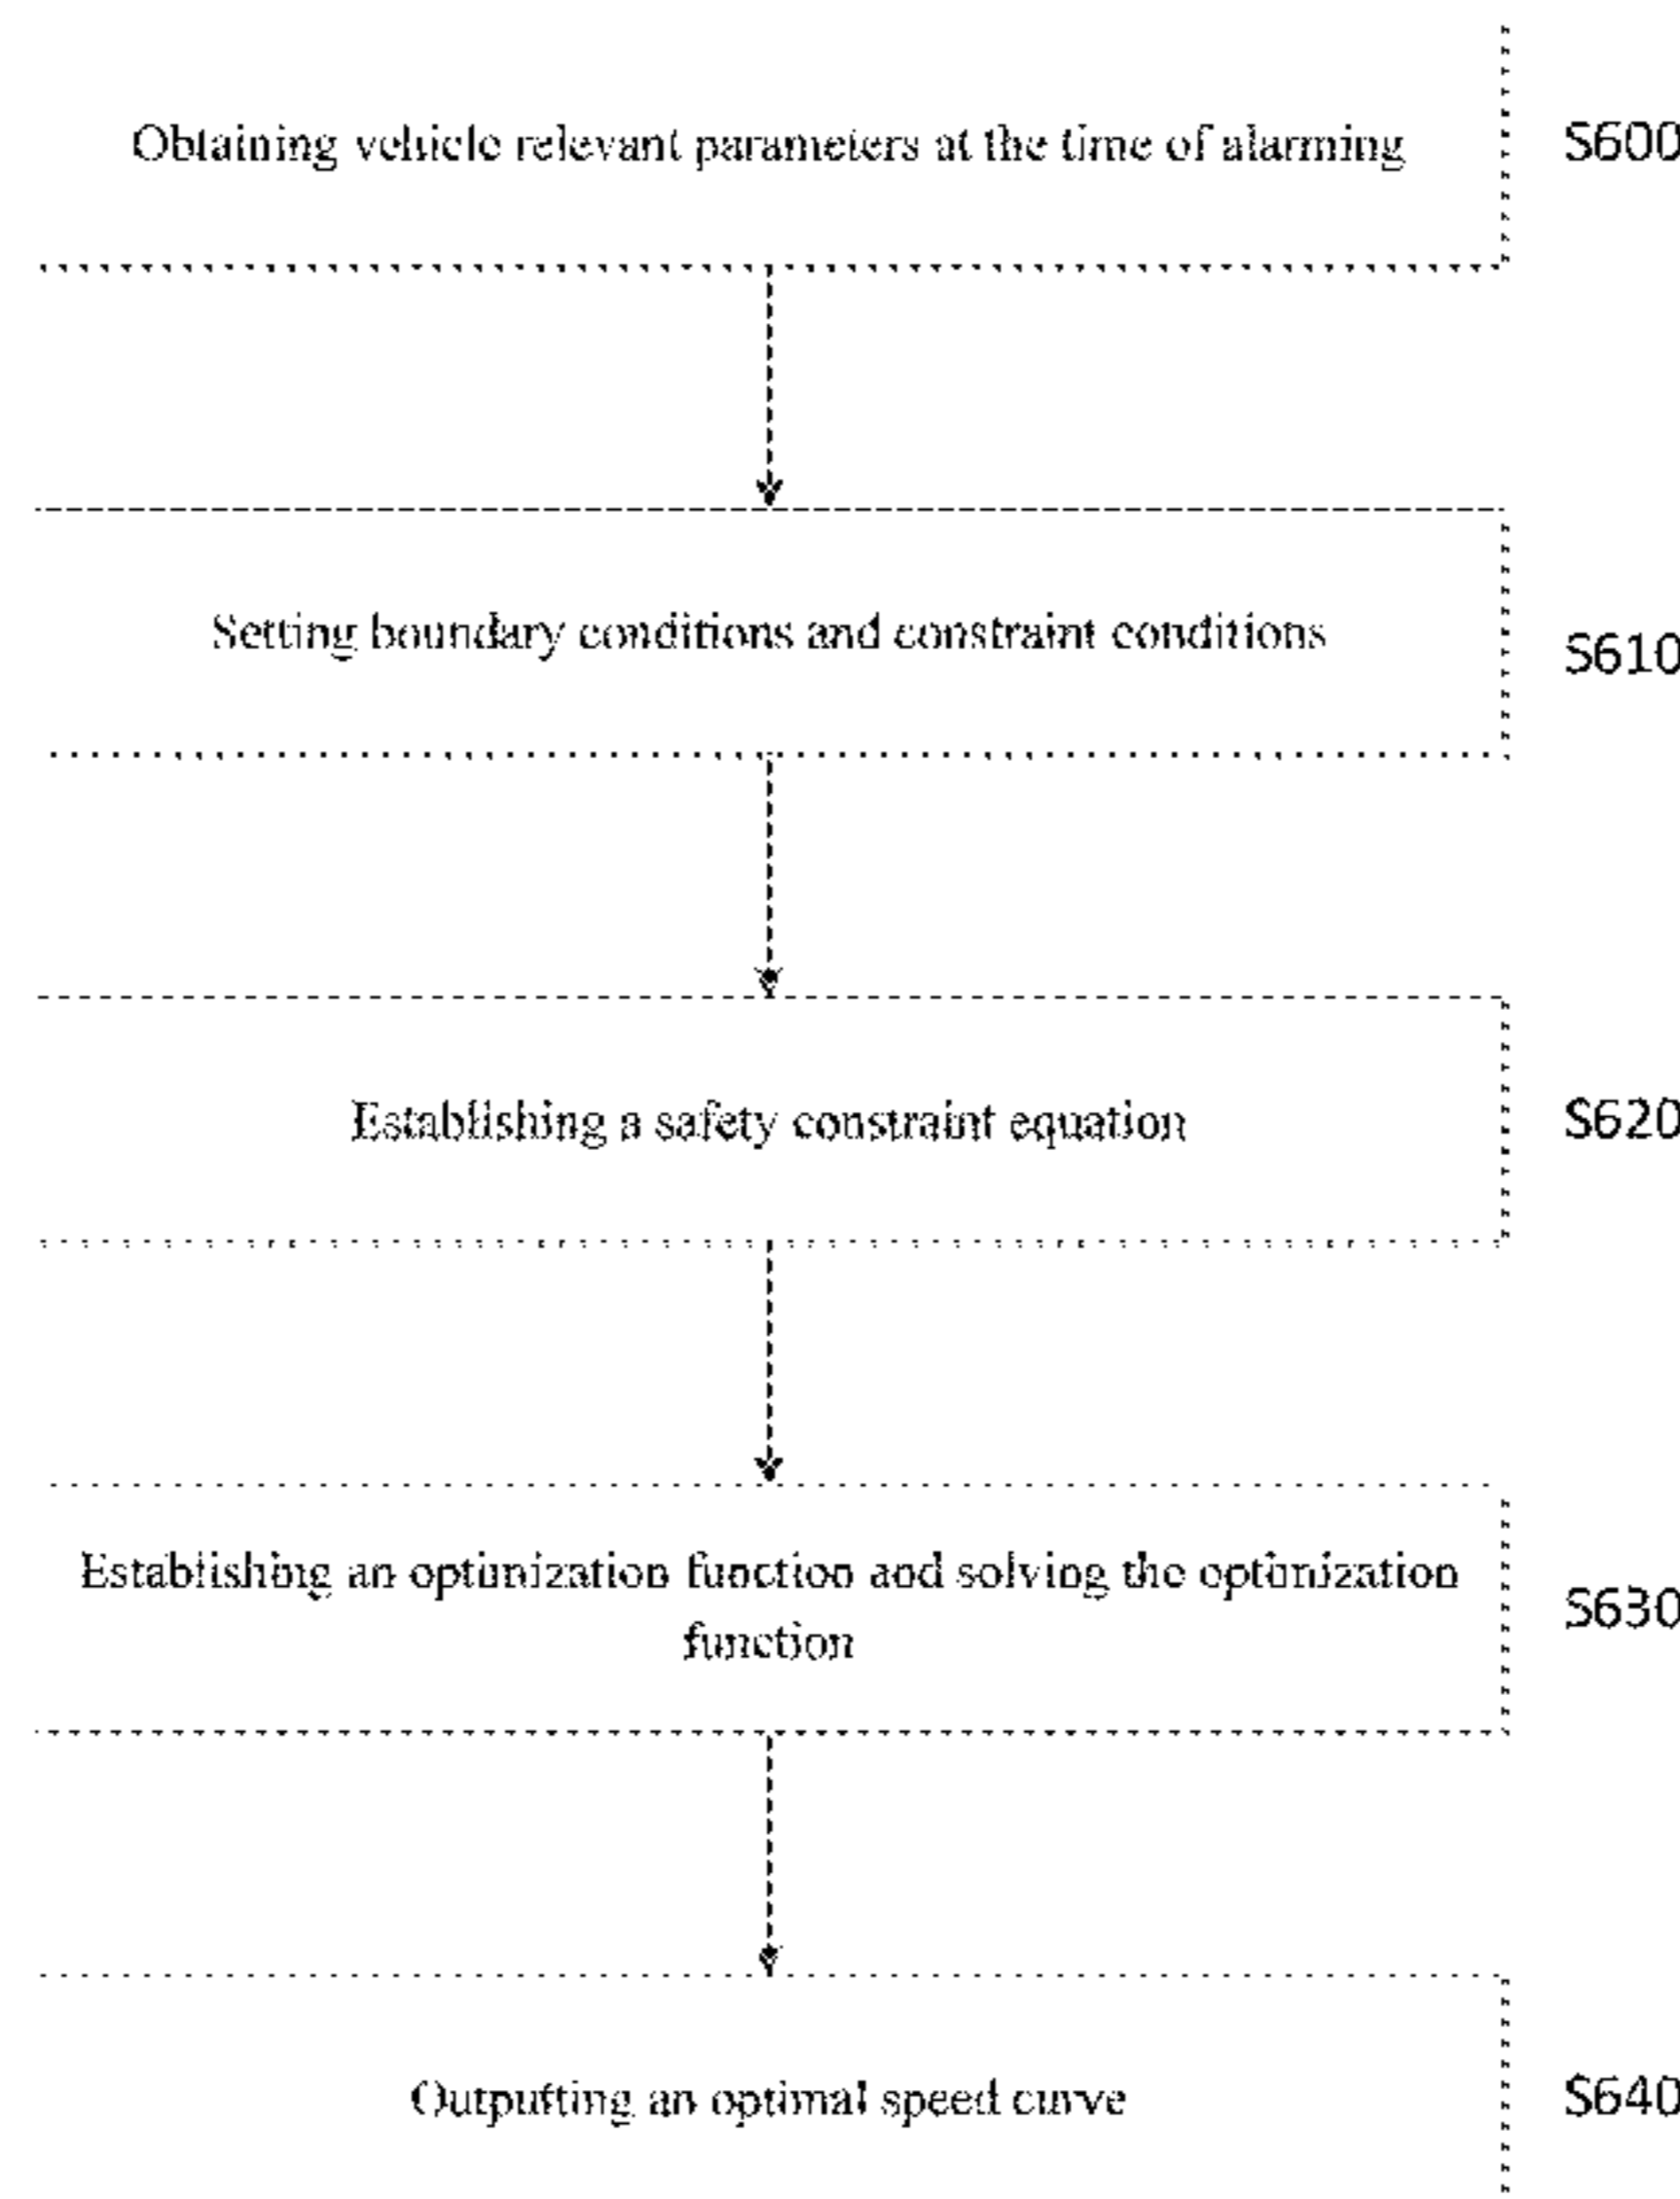 Obtaining vehicle relevant parameters at the time of alarming
S600
Setting boundary conditions and constraint conditions
S610
Establishing a safety constraint equation
S620
Establishing an optimization function and solving the optimization
function
S630
Outputting an optimal speed curve
S640